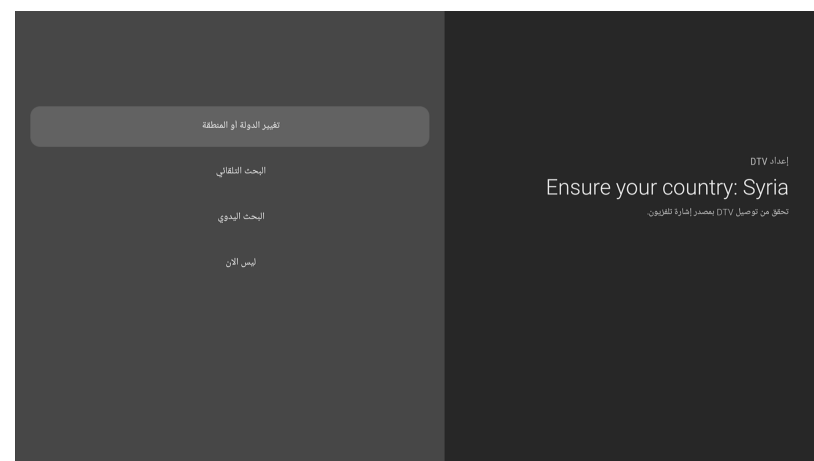 إعداد DTV
Ensure your country: Syria
تحقق من توصيل DTV بمصدر إشارة تلفزيون.
تغيير الدولة أو المنطقة
البحث التلقائي
البحث اليدوي
ليس الآن